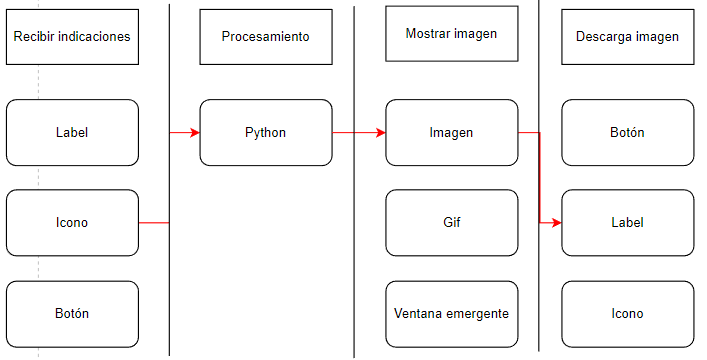 Recibir indicaciones
Procesamiento
Mostrar imagen
Descarga imagen
Label
Python
Imagen
Botón
Icono
Gif
Label
Botón
Ventana emergente
Icono